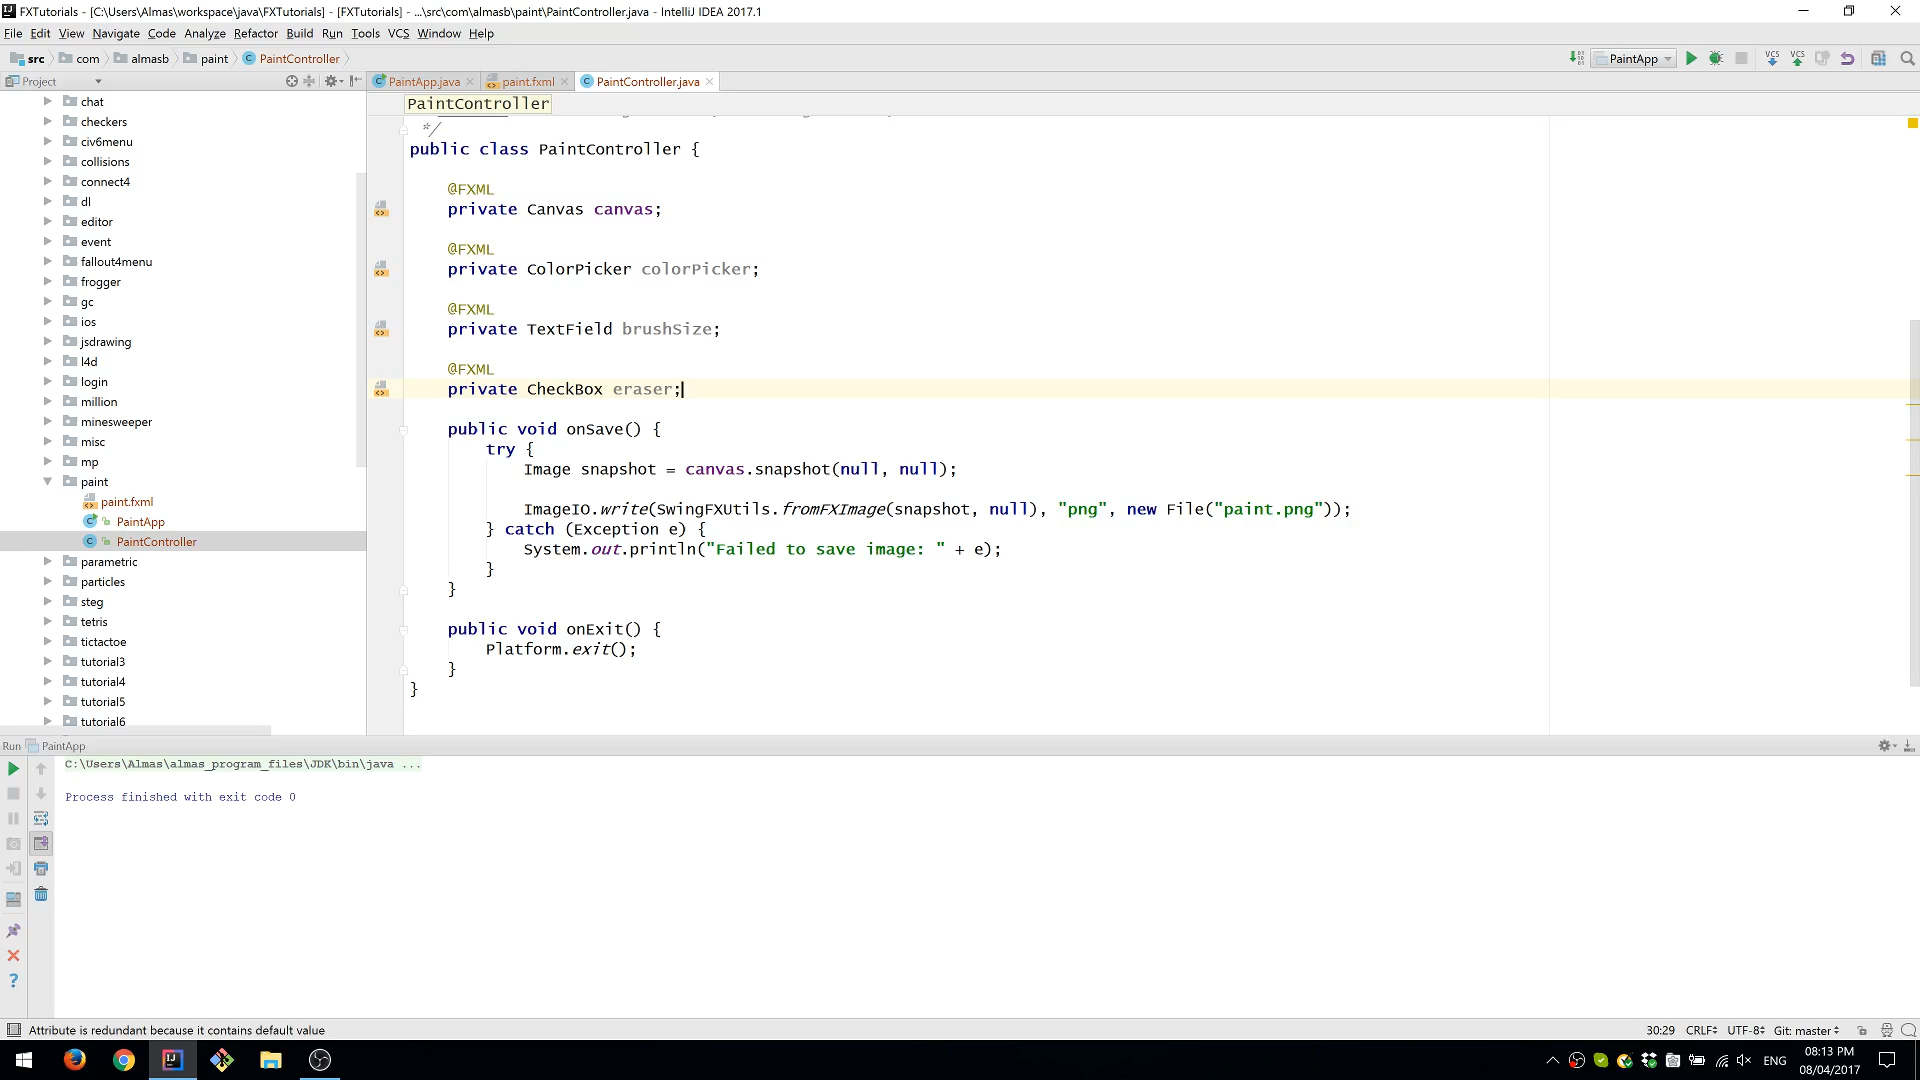 FXTutorials - [C:\Users\Almas\workspace\java\FXTutorials] - [FXTutorials] - ...\src\com\almasb\paint\PaintController.java - IntelliJ IDEA 2017.1
File Edit View Navigate Code Analyze Refactor Build Run Tools VCS Window Help
src com almasb paint PaintController
PaintApp
VCS VCS
Project
PaintApp.java paint.fxml PaintController.java
PaintController
chat
checkers
civ6menu
collisions
connect4
dl
editor
event
fallout4menu
frogger
gc
ios
jsdrawing
l4d
login
million
minesweeper
misc
mp
paint
paint.fxml
PaintApp
PaintController
parametric
particles
steg
tetris
tictactoe
tutorial3
tutorial4
tutorial5
tutorial6
*/
public class PaintController {
@FXML
private Canvas canvas;
@FXML
private ColorPicker colorPicker;
@FXML
private TextField brushSize;
@FXML
private CheckBox eraser;
public void onSave() {
try {
Image snapshot = canvas.snapshot(null, null);
ImageIO.write(SwingFXUtils.fromFXImage(snapshot, null), "png", new File("paint.png"));
} catch (Exception e) {
System.out.println("Failed to save image: " + e);
}
}
public void onExit() {
Platform.exit();
}
}
Run PaintApp
C:\Users\Almas\almas_program_files\JDK\bin\java ...
Process finished with exit code 0
Attribute is redundant because it contains default value
30:29 CRLF UTF-8 Git: master
ENG
08:13 PM
08/04/2017